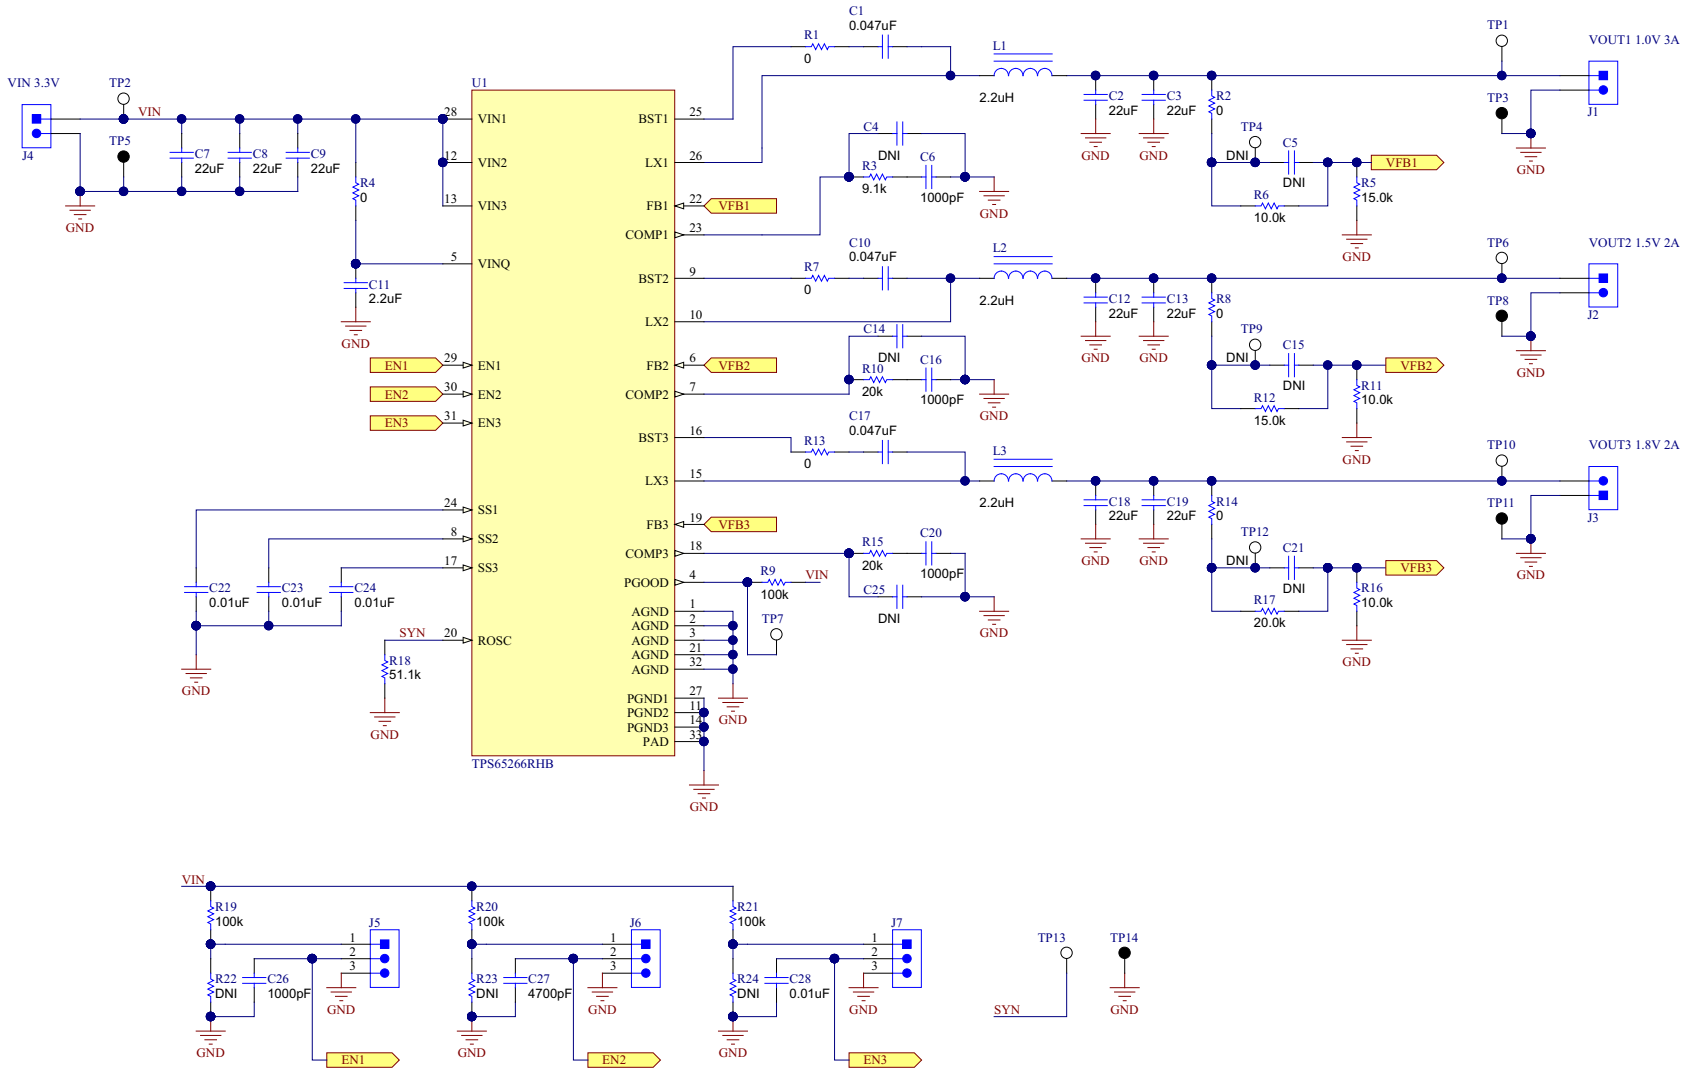 C1
0.047uF
R1
0
L1
2.2uH
TP1
VOUT1 1.0V 3A
J1
TP3
GND
C2
22uF
GND
C3
22uF
GND
R2
0
TP4
DNI
C5
DNI
R6
10.0k
VFB1
R5
15.0k
GND
VIN 3.3V
J4
TP2
VIN
TP5
GND
C7
22uF
C8
22uF
C9
22uF
R4
0
C11
2.2uF
GND
U1
28 VIN1
12 VIN2
13 VIN3
5 VINQ
EN1 29 EN1
EN2 30 EN2
EN3 31 EN3
24 SS1
8 SS2
17 SS3
SYN 20 ROSC
BST1 25
LX1 26
FB1 22 VFB1
COMP1 23
BST2 9
LX2 10
FB2 6 VFB2
COMP2 7
BST3 16
LX3 15
FB3 19 VFB3
COMP3 18
PGOOD 4
AGND 1
AGND 2
AGND 3
AGND 21
AGND 32
PGND1 27
PGND2 11
PGND3 14
PAD 33
TPS65266RHB
GND
GND
C4
DNI
R3
9.1k
C6
1000pF
GND
C10
0.047uF
R7
0
L2
2.2uH
C12
22uF
GND
C13
22uF
GND
R8
0
TP9
DNI
C15
DNI
R12
15.0k
VFB2
R11
10.0k
GND
TP6
VOUT2 1.5V 2A
TP8
J2
GND
C14
DNI
R10
20k
C16
1000pF
GND
C17
0.047uF
R13
0
L3
2.2uH
C18
22uF
GND
C19
22uF
GND
R14
0
TP12
DNI
C21
DNI
R17
20.0k
VFB3
R16
10.0k
GND
TP10
VOUT3 1.8V 2A
TP11
J3
GND
R15
20k
C20
1000pF
C25
DNI
GND
R9
100k
VIN
TP7
C22
0.01uF
C23
0.01uF
C24
0.01uF
GND
R18
51.1k
GND
VIN
R19
100k
R22
DNI
C26
1000pF
GND
J5
1
2
3
GND
EN1
R20
100k
R23
DNI
C27
4700pF
GND
J6
1
2
3
GND
EN2
R21
100k
R24
DNI
C28
0.01uF
GND
J7
1
2
3
GND
EN3
TP13
SYN
TP14
GND